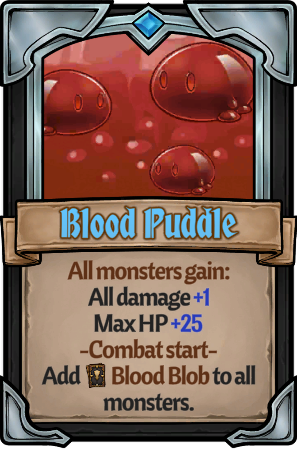 Blood Puddle
All monsters gain:
All damage +1
Max HP +25
-Combat start-
Add Blood Blob to all
monsters.